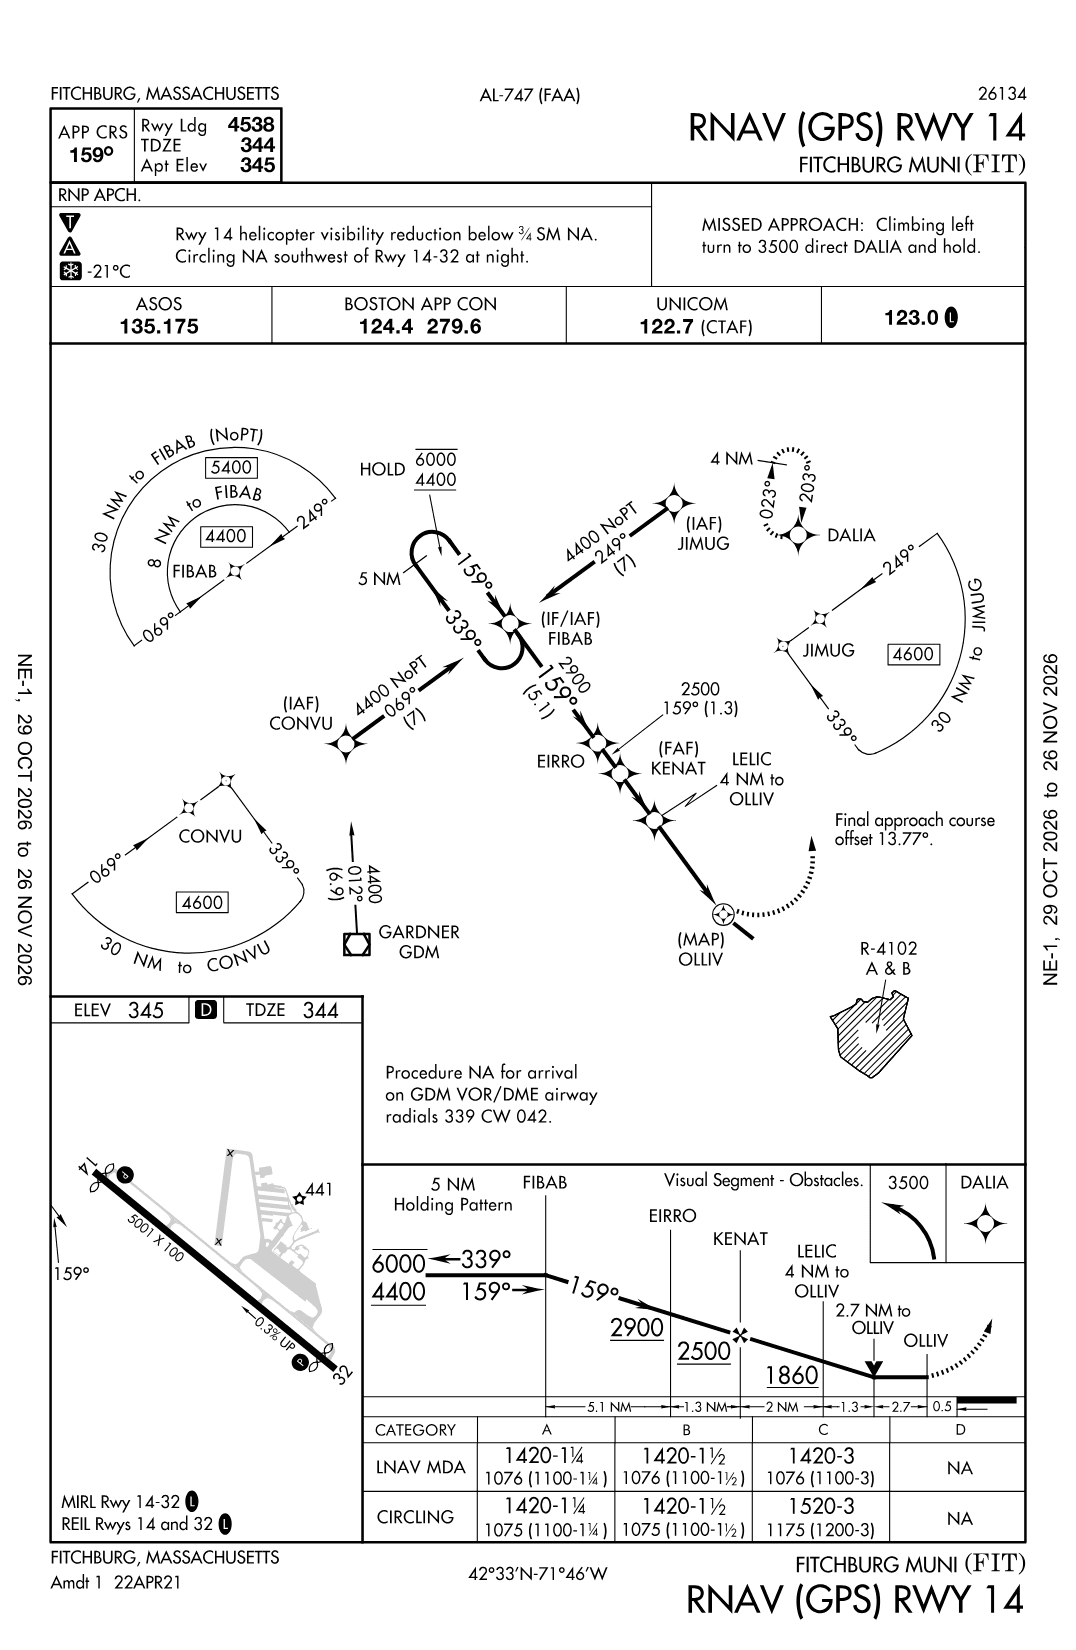 FITCHBURG, MASSACHUSETTS
AL-747 (FAA)
26134
APP CRS
159°
Rwy Ldg 4538
TDZE 344
Apt Elev 345
RNAV (GPS) RWY 14
FITCHBURG MUNI (FIT)
RNP APCH.
T
A
-21°C
Rwy 14 helicopter visibility reduction below ¾ SM NA.
Circling NA southwest of Rwy 14-32 at night.
MISSED APPROACH: Climbing left
turn to 3500 direct DALIA and hold.
ASOS
135.175
BOSTON APP CON
124.4 279.6
UNICOM
122.7 (CTAF)
123.0 L
30 NM to FIBAB (NoPT)
5400
8 NM to FIBAB
4400
FIBAB
249°
069°
HOLD
6000
4400
5 NM
159°
339°
(IF/IAF)
FIBAB
4400 NoPT
249°
(7)
(IAF)
JIMUG
4 NM
023°
203°
DALIA
249°
JIMUG
4600
30 NM to JIMUG
339°
(IAF)
CONVU
4400 NoPT
069°
(7)
2900
159°
(5.1)
2500
159° (1.3)
EIRRO
(FAF)
KENAT
LELIC
4 NM to
OLLIV
Final approach course
offset 13.77°.
CONVU
069°
339°
4600
30 NM to CONVU
4400
012°
(6.9)
GARDNER
GDM
(MAP)
OLLIV
R-4102
A & B
Procedure NA for arrival
on GDM VOR/DME airway
radials 339 CW 042.
NE-1, 29 OCT 2026 to 26 NOV 2026
NE-1, 29 OCT 2026 to 26 NOV 2026
ELEV 345
D
TDZE 344
14
P
X
441
5001 X 100
X
159°
0.3% UP
P
32
MIRL Rwy 14-32 L
REIL Rwys 14 and 32 L
5 NM
Holding Pattern
FIBAB
Visual Segment - Obstacles.
3500
DALIA
EIRRO
KENAT
LELIC
4 NM to
OLLIV
2.7 NM to
OLLIV
OLLIV
6000
4400
339°
159°
159°
2900
2500
1860
5.1 NM
1.3 NM
2 NM
1.3
2.7
0.5
CATEGORY A B C D
LNAV MDA
1420-1¼
1076 (1100-1¼)
1420-1½
1076 (1100-1½)
1420-3
1076 (1100-3)
NA
CIRCLING
1420-1¼
1075 (1100-1¼)
1420-1½
1075 (1100-1½)
1520-3
1175 (1200-3)
NA
FITCHBURG, MASSACHUSETTS
Amdt 1 22APR21
42°33'N-71°46'W
FITCHBURG MUNI (FIT)
RNAV (GPS) RWY 14